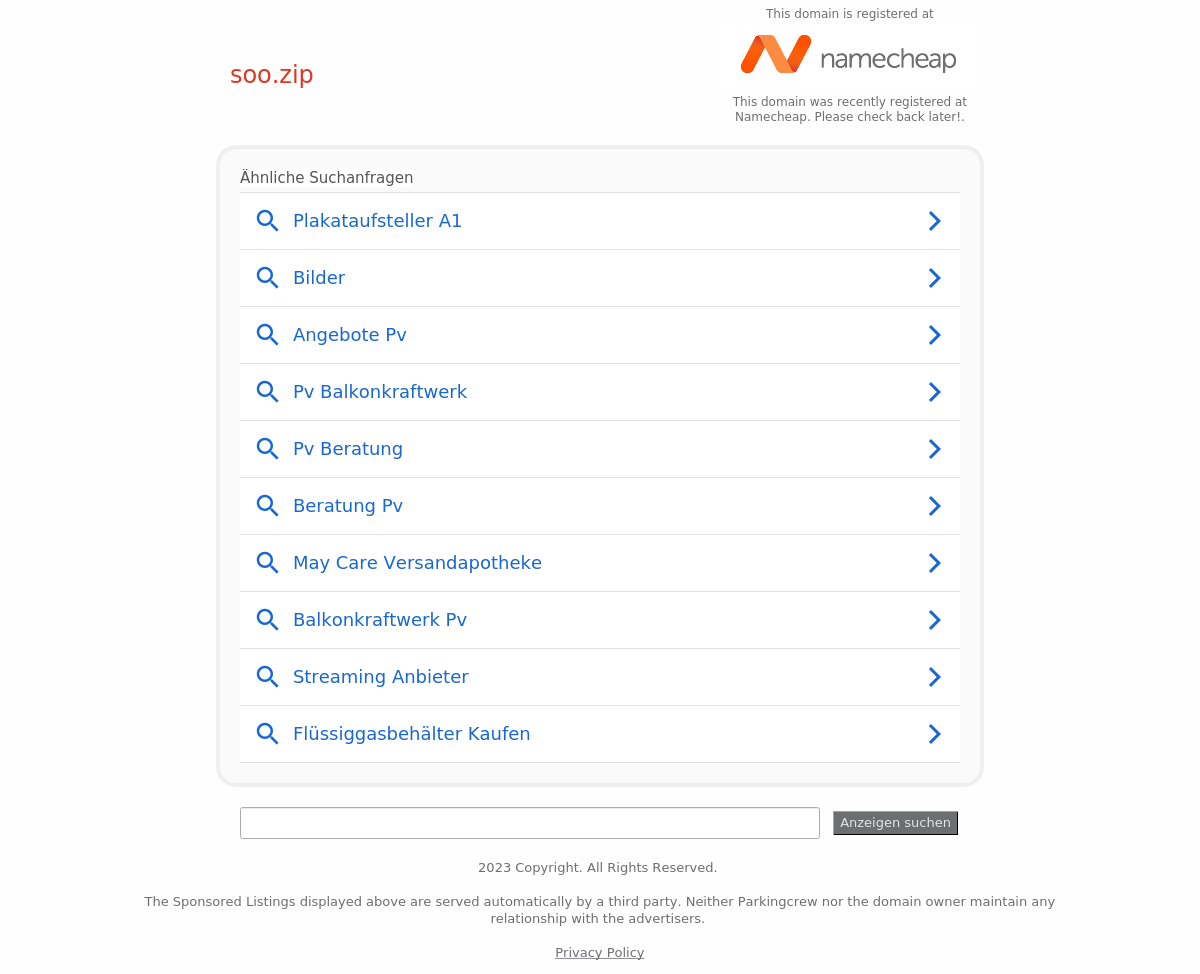 This domain is registered at
soo.zip
namecheap
This domain was recently registered at
Namecheap. Please check back later!.
Ähnliche Suchanfragen
Plakataufsteller A1
Bilder
Angebote Pv
Pv Balkonkraftwerk
Pv Beratung
Beratung Pv
May Care Versandapotheke
Balkonkraftwerk Pv
Streaming Anbieter
Flüssiggasbehälter Kaufen
Anzeigen suchen
2023 Copyright. All Rights Reserved.
The Sponsored Listings displayed above are served automatically by a third party. Neither Parkingcrew nor the domain owner maintain any
relationship with the advertisers.
Privacy Policy